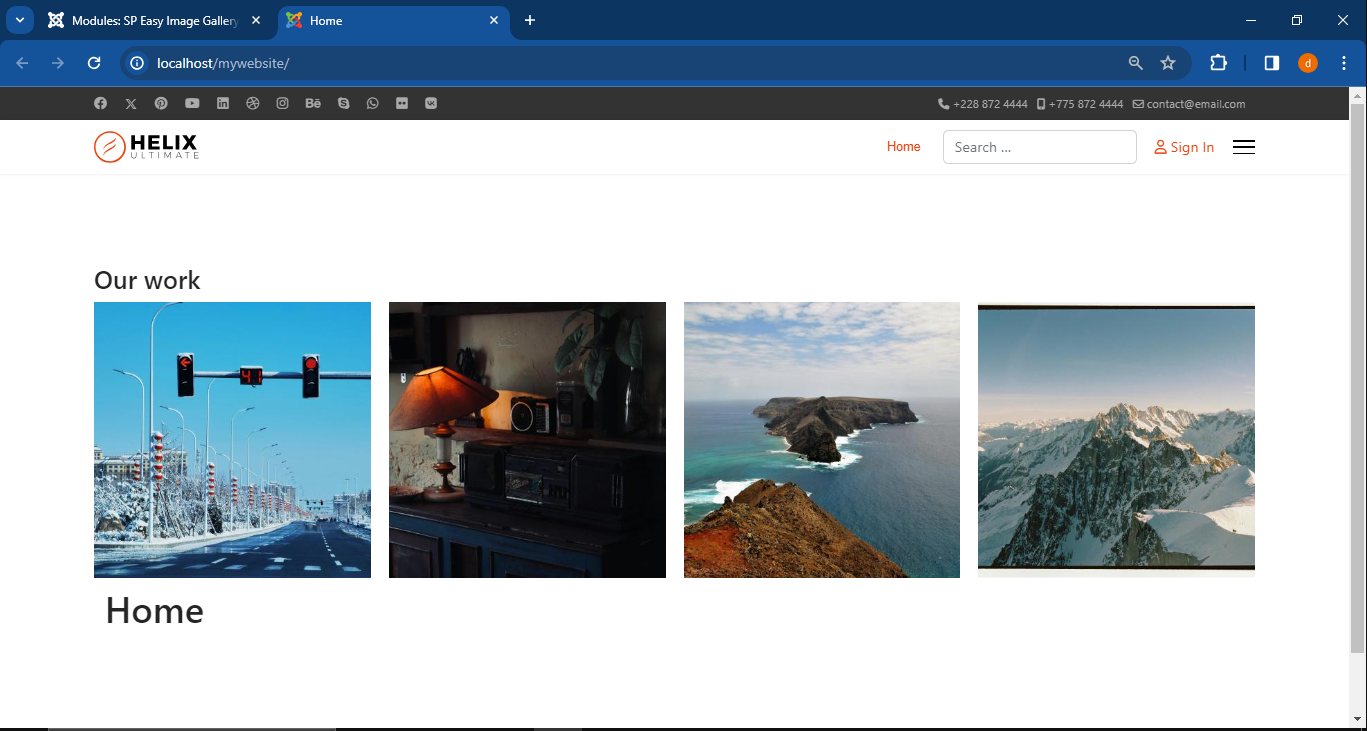 Modules: SP Easy Image Gallery
Home
localhost/mywebsite/
d
+228 872 4444 +775 872 4444 contact@email.com
HELIX
ULTIMATE
Home
Search ...
Sign In
Our work
41
Home